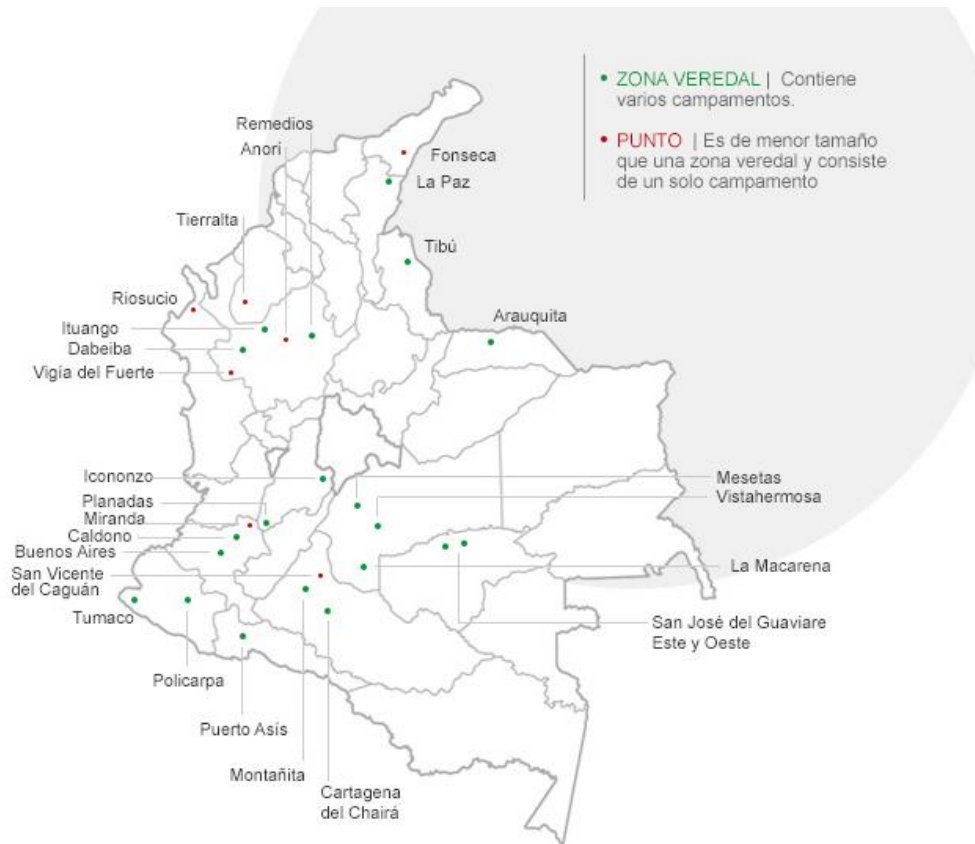 • ZONA VEREDAL | Contiene
varios campamentos.
• PUNTO | Es de menor tamaño
que una zona veredal y consiste
de un solo campamento
Remedios
Anorí
Fonseca
La Paz
Tierralta
Tibú
Riosucio
Arauquita
Ituango
Dabeiba
Vigía del Fuerte
Icononzo
Mesetas
Planadas
Vistahermosa
Miranda
Caldono
Buenos Aires
La Macarena
San Vicente
del Caguán
Tumaco
San José del Guaviare
Este y Oeste
Policarpa
Puerto Asís
Montañita
Cartagena
del Chairá